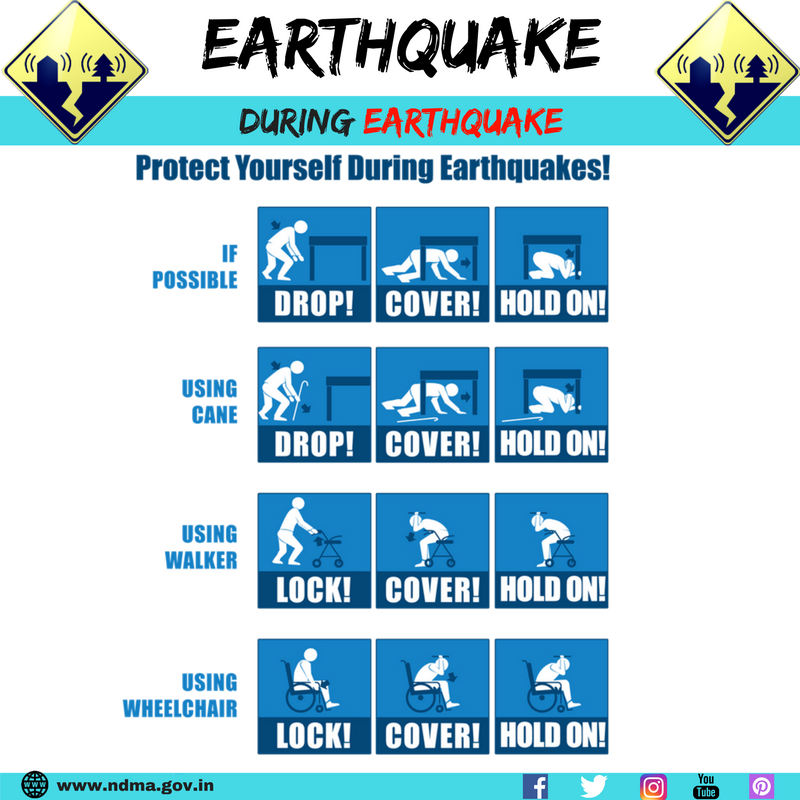 EARTHQUAKE
DURING EARTHQUAKE
Protect Yourself During Earthquakes!
IF
POSSIBLE
DROP! COVER! HOLD ON!
USING
CANE
DROP! COVER! HOLD ON!
USING
WALKER
LOCK! COVER! HOLD ON!
USING
WHEELCHAIR
LOCK! COVER! HOLD ON!
www.ndma.gov.in
You
Tube